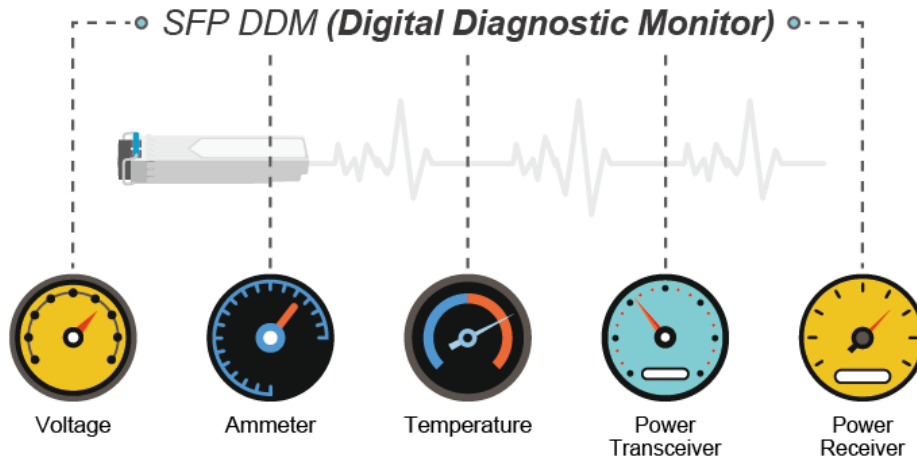 SFP DDM (Digital Diagnostic Monitor)
Voltage
Ammeter
Temperature
Power
Transceiver
Power
Receiver